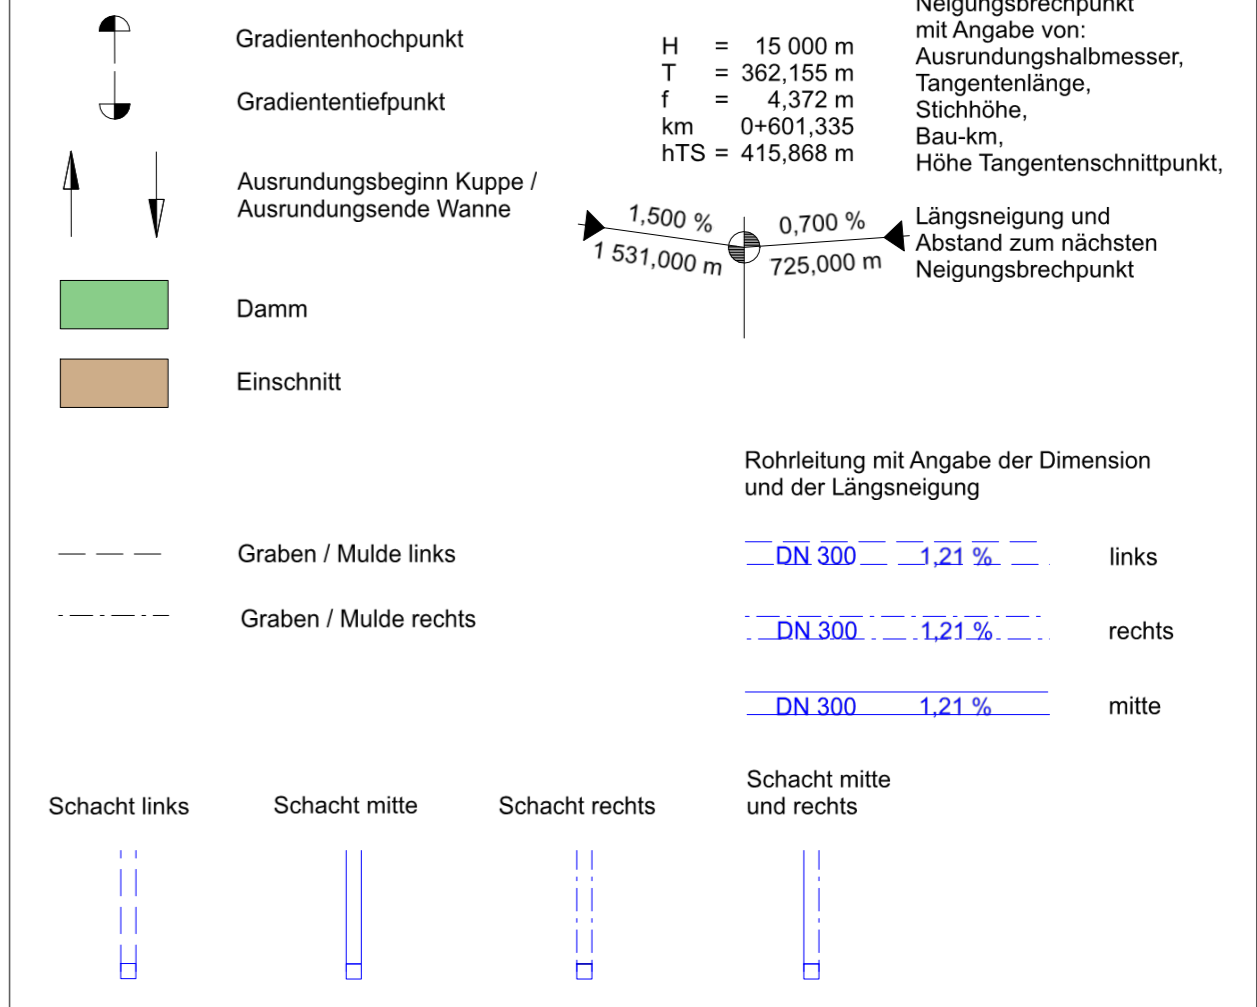 Gradientenhochpunkt
Gradiententiefpunkt
Ausrundungsbeginn Kuppe /
Ausrundungsende Wanne
Damm
Einschnitt
H = 15 000 m
T = 362,155 m
f = 4,372 m
km 0+601,335
hTS = 415,868 m
Neigungsbrechpunkt
mit Angabe von:
Ausrundungshalbmesser,
Tangentenlänge,
Stichhöhe,
Bau-km,
Höhe Tangentenschnittpunkt,
1,500 %
1 531,000 m
0,700 %
725,000 m
Längsneigung und
Abstand zum nächsten
Neigungsbrechpunkt
Graben / Mulde links
Graben / Mulde rechts
Rohrleitung mit Angabe der Dimension
und der Längsneigung
DN 300 1,21 % links
DN 300 1,21 % rechts
DN 300 1,21 % mitte
Schacht links
Schacht mitte
Schacht rechts
Schacht mitte
und rechts